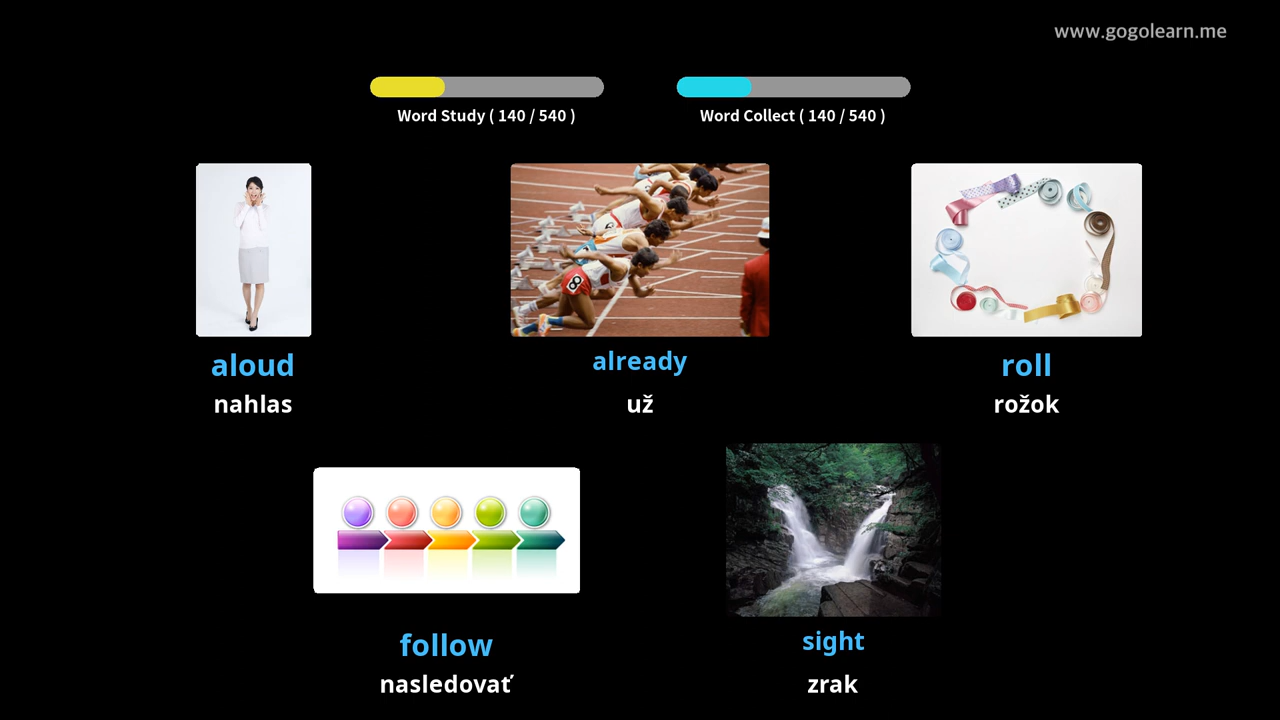 www.gogolearn.me
Word Study ( 140 / 540 )
Word Collect ( 140 / 540 )
aloud
nahlas
already
už
roll
rožok
follow
nasledovať
sight
zrak